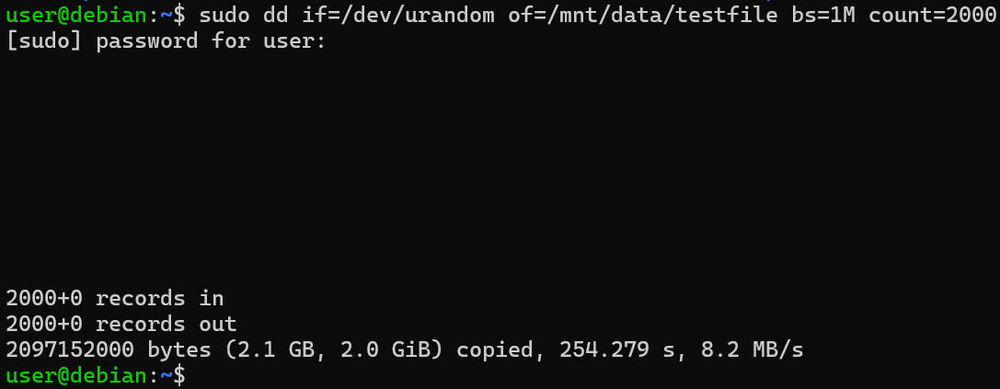 user@debian:~$ sudo dd if=/dev/urandom of=/mnt/data/testfile bs=1M count=2000
[sudo] password for user:
2000+0 records in
2000+0 records out
2097152000 bytes (2.1 GB, 2.0 GiB) copied, 254.279 s, 8.2 MB/s
user@debian:~$